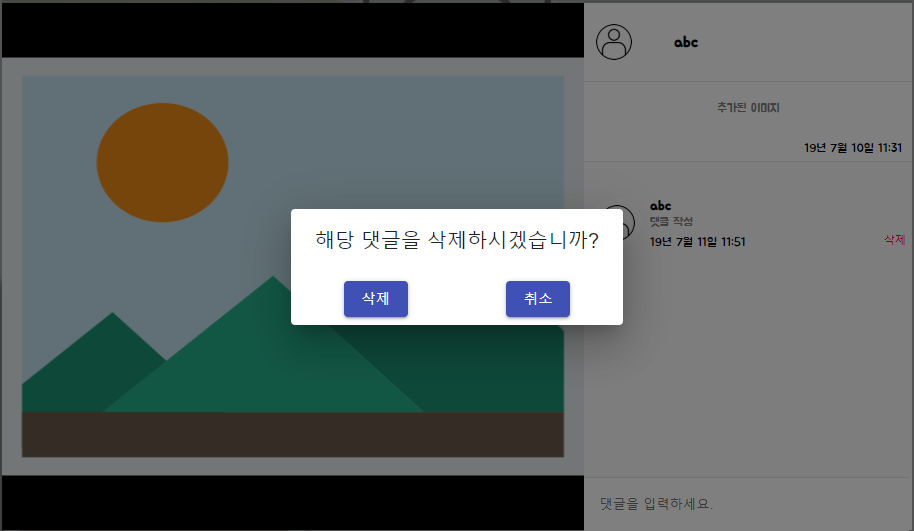 abc
추가된 이미지
19년 7월 10일 11:31
abc
댓글 작성
19년 7월 11일 11:51
삭제
해당 댓글을 삭제하시겠습니까?
삭제
취소
댓글을 입력하세요.